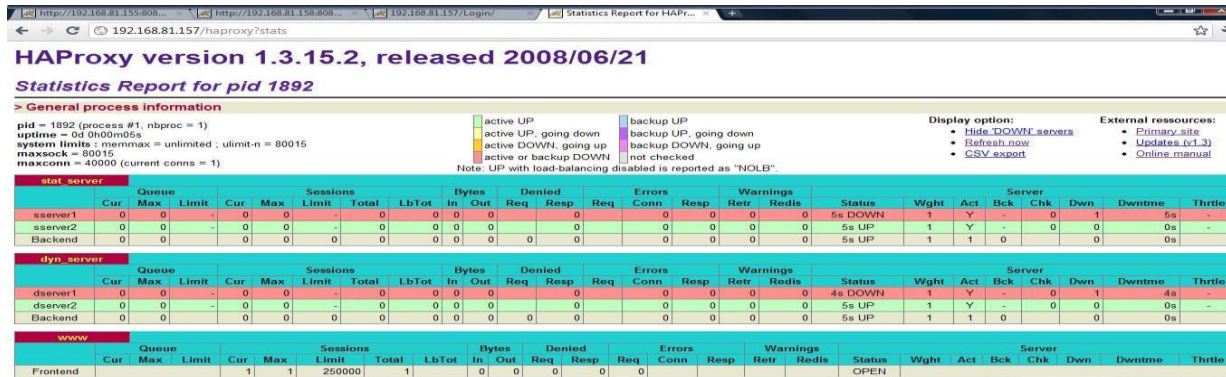 http://192.168.81.155:808...
http://192.168.81.158:808...
192.168.81.157/Login/
Statistics Report for HAPr...
192.168.81.157/haproxy?stats
HAProxy version 1.3.15.2, released 2008/06/21
Statistics Report for pid 1892
> General process information
pid = 1892 (process #1, nbproc = 1)
uptime = 0d 0h00m05s
system limits : memmax = unlimited ; ulimit-n = 80015
maxsock = 80015
maxconn = 40000 (current conns = 1)
active UP backup UP
active UP, going down backup UP, going down
active DOWN, going up backup DOWN, going up
active or backup DOWN not checked
Note: UP with load-balancing disabled is reported as "NOLB".
Display option:
Hide 'DOWN' servers
Refresh now
CSV export
External ressources:
Primary site
Updates (v1.3)
Online manual
stat_server
Queue Sessions Bytes Denied Errors Warnings Server
Cur Max Limit Cur Max Limit Total LbTot In Out Req Resp Req Conn Resp Retr Redis Status Wght Act Bck Chk Dwn Dwntme Thrtle
sserver1 0 0 - 0 0 - 0 0 0 0 0 0 0 0 0 5s DOWN 1 Y - 0 1 5s -
sserver2 0 0 - 0 0 - 0 0 0 0 0 0 0 0 0 5s UP 1 Y - 0 0 0s -
Backend 0 0 0 0 0 0 0 0 0 0 0 0 0 0 0 5s UP 1 1 0 0 0s
dyn_server
Queue Sessions Bytes Denied Errors Warnings Server
Cur Max Limit Cur Max Limit Total LbTot In Out Req Resp Req Conn Resp Retr Redis Status Wght Act Bck Chk Dwn Dwntme Thrtle
dserver1 0 0 - 0 0 - 0 0 0 0 0 0 0 0 0 4s DOWN 1 Y - 0 1 4s -
dserver2 0 0 - 0 0 - 0 0 0 0 0 0 0 0 0 5s UP 1 Y - 0 0 0s -
Backend 0 0 0 0 0 0 0 0 0 0 0 0 0 0 0 5s UP 1 1 0 0 0s
www
Queue Sessions Bytes Denied Errors Warnings Server
Cur Max Limit Cur Max Limit Total LbTot In Out Req Resp Req Conn Resp Retr Redis Status Wght Act Bck Chk Dwn Dwntme Thrtle
Frontend 1 1 250000 1 0 0 0 0 0 OPEN